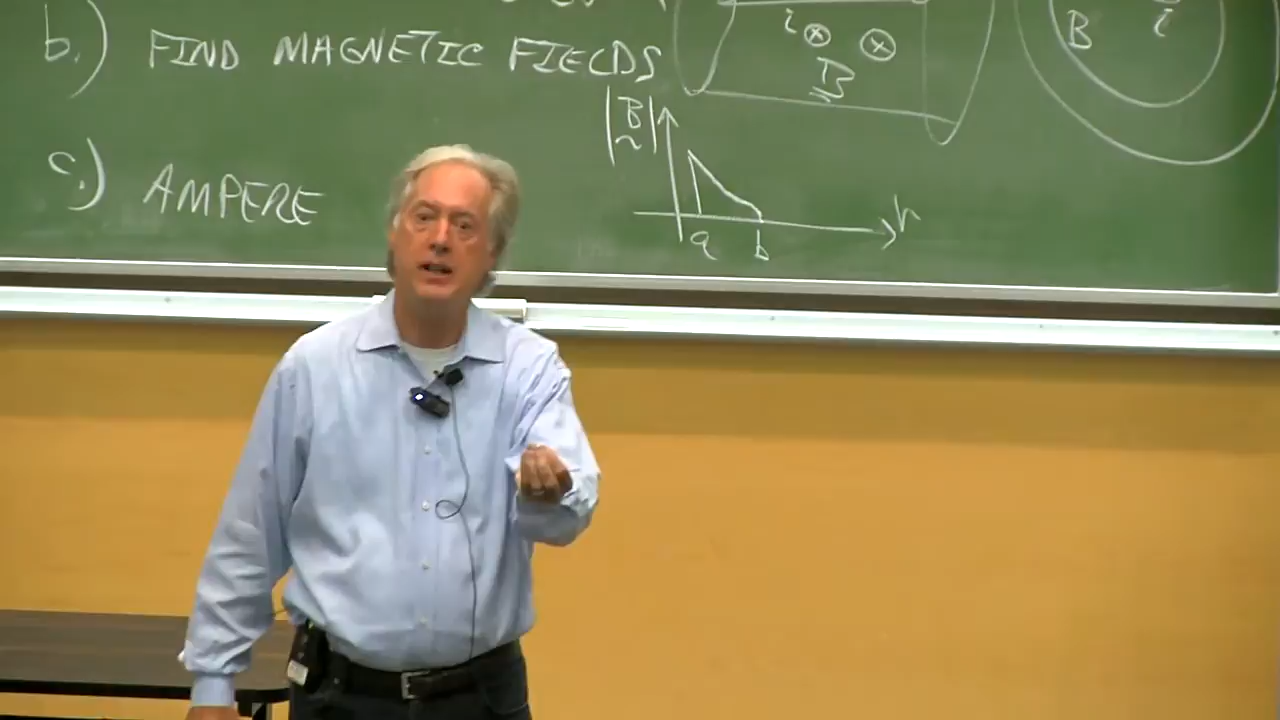 b.) FIND MAGNETIC FIELDS
c.) AMPERE
i
B
B
i
|B|
r
a
b